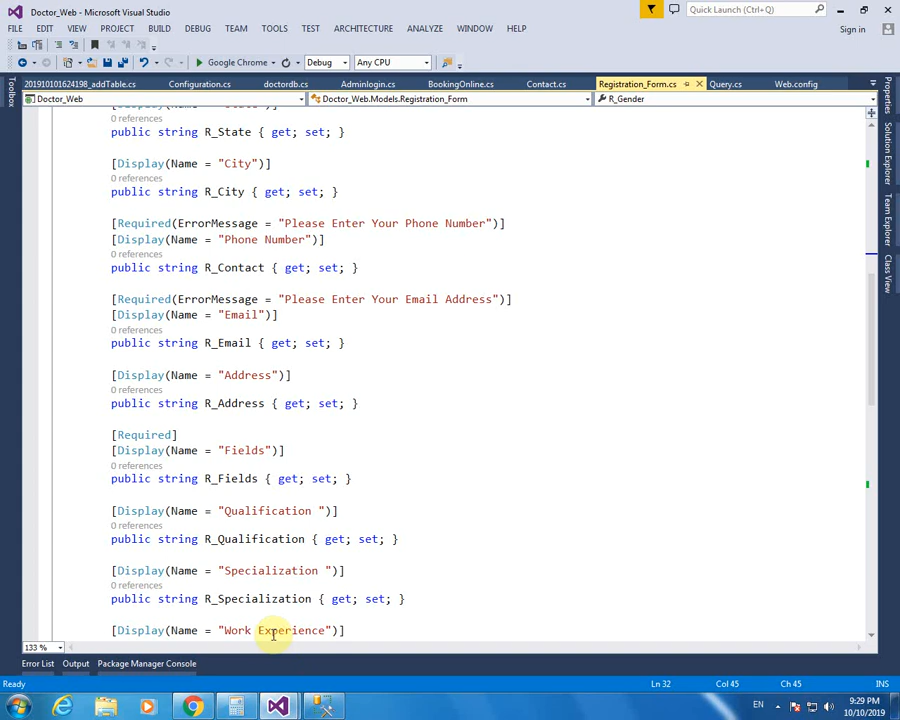 Doctor_Web - Microsoft Visual Studio
Quick Launch (Ctrl+Q)
FILE EDIT VIEW PROJECT BUILD DEBUG TEAM TOOLS TEST ARCHITECTURE ANALYZE WINDOW HELP
Sign in
Google Chrome Debug Any CPU
201910101624198_addTable.cs Configuration.cs doctordb.cs Adminlogin.cs BookingOnline.cs Contact.cs Registration_Form.cs Query.cs Web.config
Doctor_Web Doctor_Web.Models.Registration_Form R_Gender
0 references
public string R_State { get; set; }
[Display(Name = "City")]
0 references
public string R_City { get; set; }
[Required(ErrorMessage = "Please Enter Your Phone Number")]
[Display(Name = "Phone Number")]
0 references
public string R_Contact { get; set; }
[Required(ErrorMessage = "Please Enter Your Email Address")]
[Display(Name = "Email")]
0 references
public string R_Email { get; set; }
[Display(Name = "Address")]
0 references
public string R_Address { get; set; }
[Required]
[Display(Name = "Fields")]
0 references
public string R_Fields { get; set; }
[Display(Name = "Qualification ")]
0 references
public string R_Qualification { get; set; }
[Display(Name = "Specialization ")]
0 references
public string R_Specialization { get; set; }
[Display(Name = "Work Experience")]
Toolbox
Properties
Solution Explorer
Team Explorer
Class View
133 %
Error List Output Package Manager Console
Ready Ln 32 Col 45 Ch 45 INS
EN 9:29 PM
10/10/2019